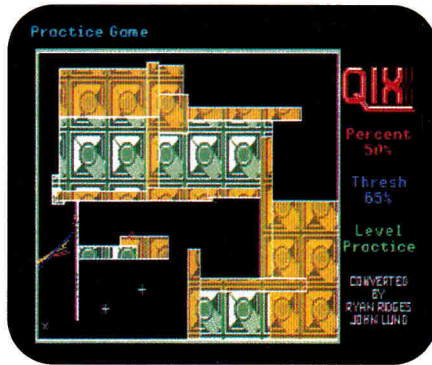 Practice Game
QIX
Percent
50%
Thresh
65%
Level
Practice
CONVERTED
BY
RYAN RIDGES
JOHN LUND